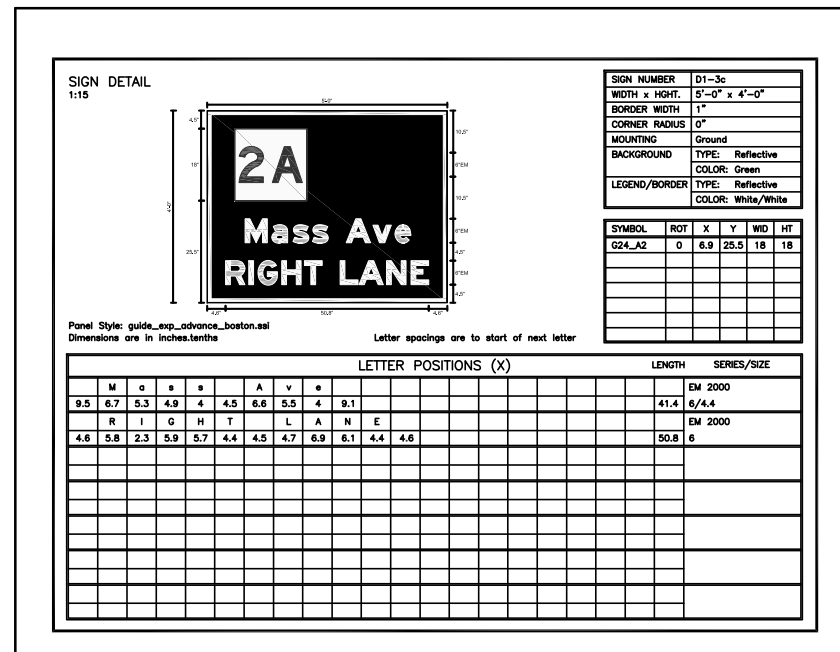 SIGN DETAIL
1:15
5'-0"
4'-0"
4.5"
18"
25.5"
10.5"
6"EM
10.5"
6"EM
4.5"
6"EM
4.5"
2A
Mass Ave
RIGHT LANE
4.6" 50.8" 4.6"
Panel Style: guide_exp_advance_boston.ssi
Dimensions are in inches.tenths
Letter spacings are to start of next letter
SIGN NUMBER D1-3c
WIDTH x HGHT. 5'-0" x 4'-0"
BORDER WIDTH 1"
CORNER RADIUS 0"
MOUNTING Ground
BACKGROUND TYPE: Reflective
COLOR: Green
LEGEND/BORDER TYPE: Reflective
COLOR: White/White
SYMBOL ROT X Y WID HT
G24_A2 0 6.9 25.5 18 18
LETTER POSITIONS (X) LENGTH SERIES/SIZE
M a s s A v e EM 2000
9.5 6.7 5.3 4.9 4 4.5 6.6 5.5 4 9.1 41.4 6/4.4
R I G H T L A N E EM 2000
4.6 5.8 2.3 5.9 5.7 4.4 4.5 4.7 6.9 6.1 4.4 4.6 50.8 6